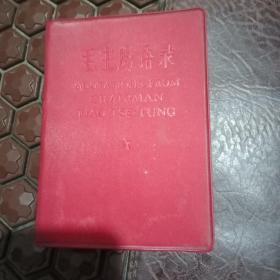 毛主席语录
QUOTATIONS FROM
CHAIRMAN
MAO TSE-TUNG